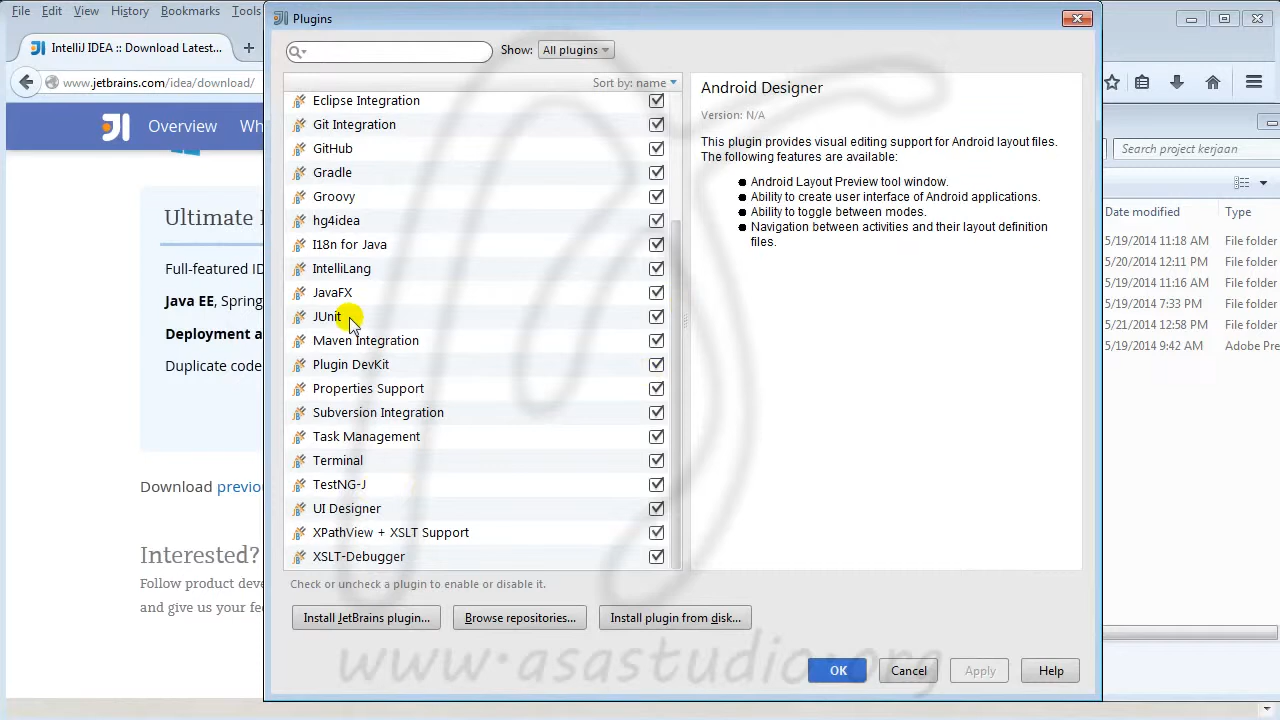 File Edit View History Bookmarks Tools
Plugins
IntelliJ IDEA :: Download Latest...
www.jetbrains.com/idea/download/
Show: All plugins
Sort by: name
Overview
Wh
Eclipse Integration
Git Integration
GitHub
Gradle
Groovy
hg4idea
I18n for Java
IntelliLang
JavaFX
JUnit
Maven Integration
Plugin DevKit
Properties Support
Subversion Integration
Task Management
Terminal
TestNG-J
UI Designer
XPathView + XSLT Support
XSLT-Debugger
Android Designer
Version: N/A
This plugin provides visual editing support for Android layout files.
The following features are available:
Android Layout Preview tool window.
Ability to create user interface of Android applications.
Ability to toggle between modes.
Navigation between activities and their layout definition
files.
Check or uncheck a plugin to enable or disable it.
Install JetBrains plugin...
Browse repositories...
Install plugin from disk...
OK
Cancel
Apply
Help
Ultimate
Full-featured ID
Java EE, Spring
Deployment a
Duplicate code
Download previo
Interested?
Follow product deve
and give us your fee
Search project kerjaan
Date modified Type
5/19/2014 11:18 AM File folder
5/20/2014 12:11 PM File folder
5/19/2014 11:16 AM File folder
5/19/2014 7:33 PM File folder
5/21/2014 12:58 PM File folder
5/19/2014 9:42 AM Adobe Pre
www.asastudio.org